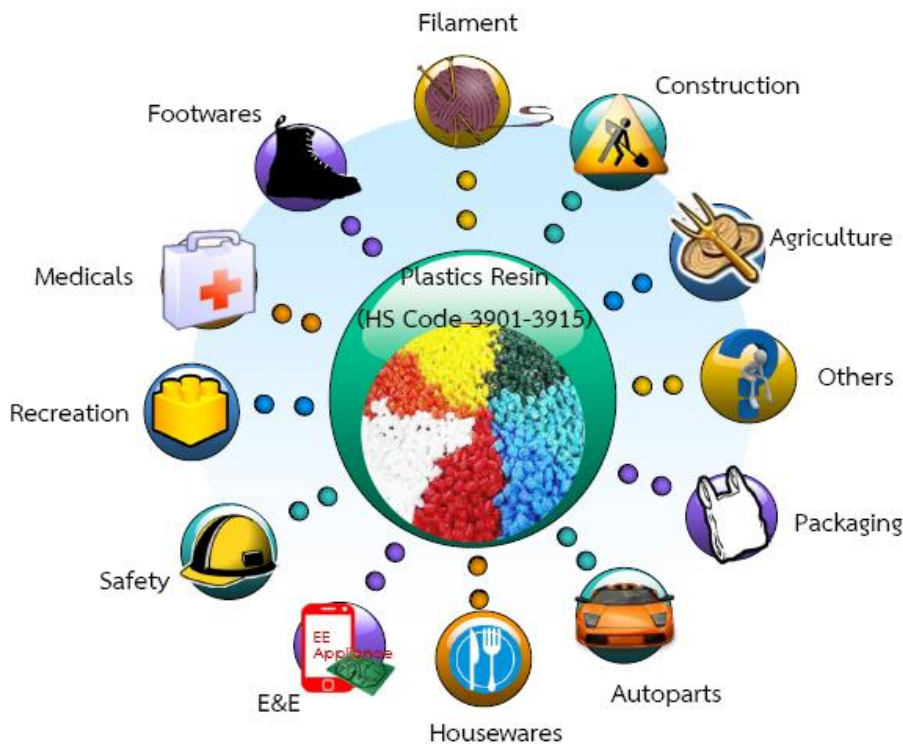 Filament
Construction
Footwares
Agriculture
Medicals
Plastics Resin
(HS Code 3901-3915)
Others
Recreation
Packaging
Safety
EE
Appliance
E&E
Autoparts
Housewares